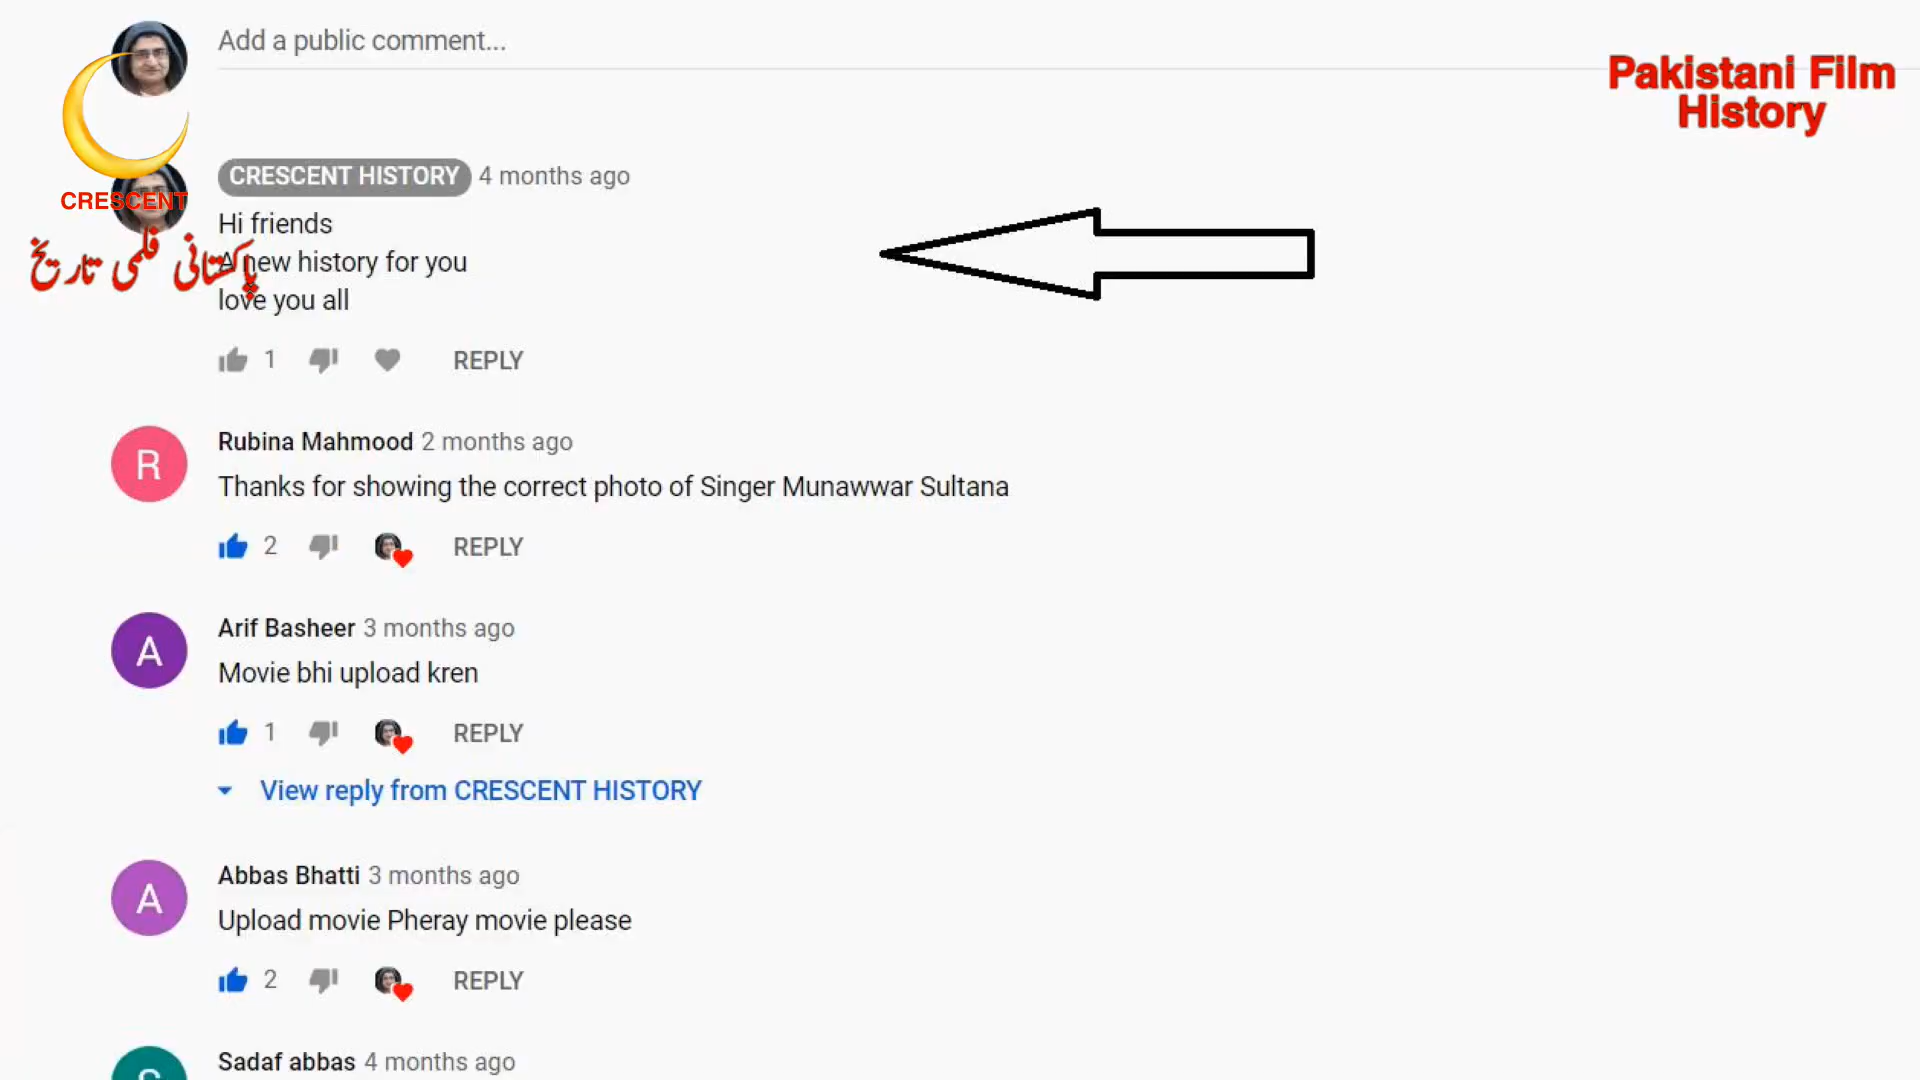 Add a public comment...
Pakistani Film
History
CRESCENT HISTORY 4 months ago
CRESCENT
Hi friends
A new history for you
love you all
پاکستانی فلمی تاریخ
1 REPLY
R
Rubina Mahmood 2 months ago
Thanks for showing the correct photo of Singer Munawwar Sultana
2 REPLY
A
Arif Basheer 3 months ago
Movie bhi upload kren
1 REPLY
View reply from CRESCENT HISTORY
A
Abbas Bhatti 3 months ago
Upload movie Pheray movie please
2 REPLY
Sadaf abbas 4 months ago